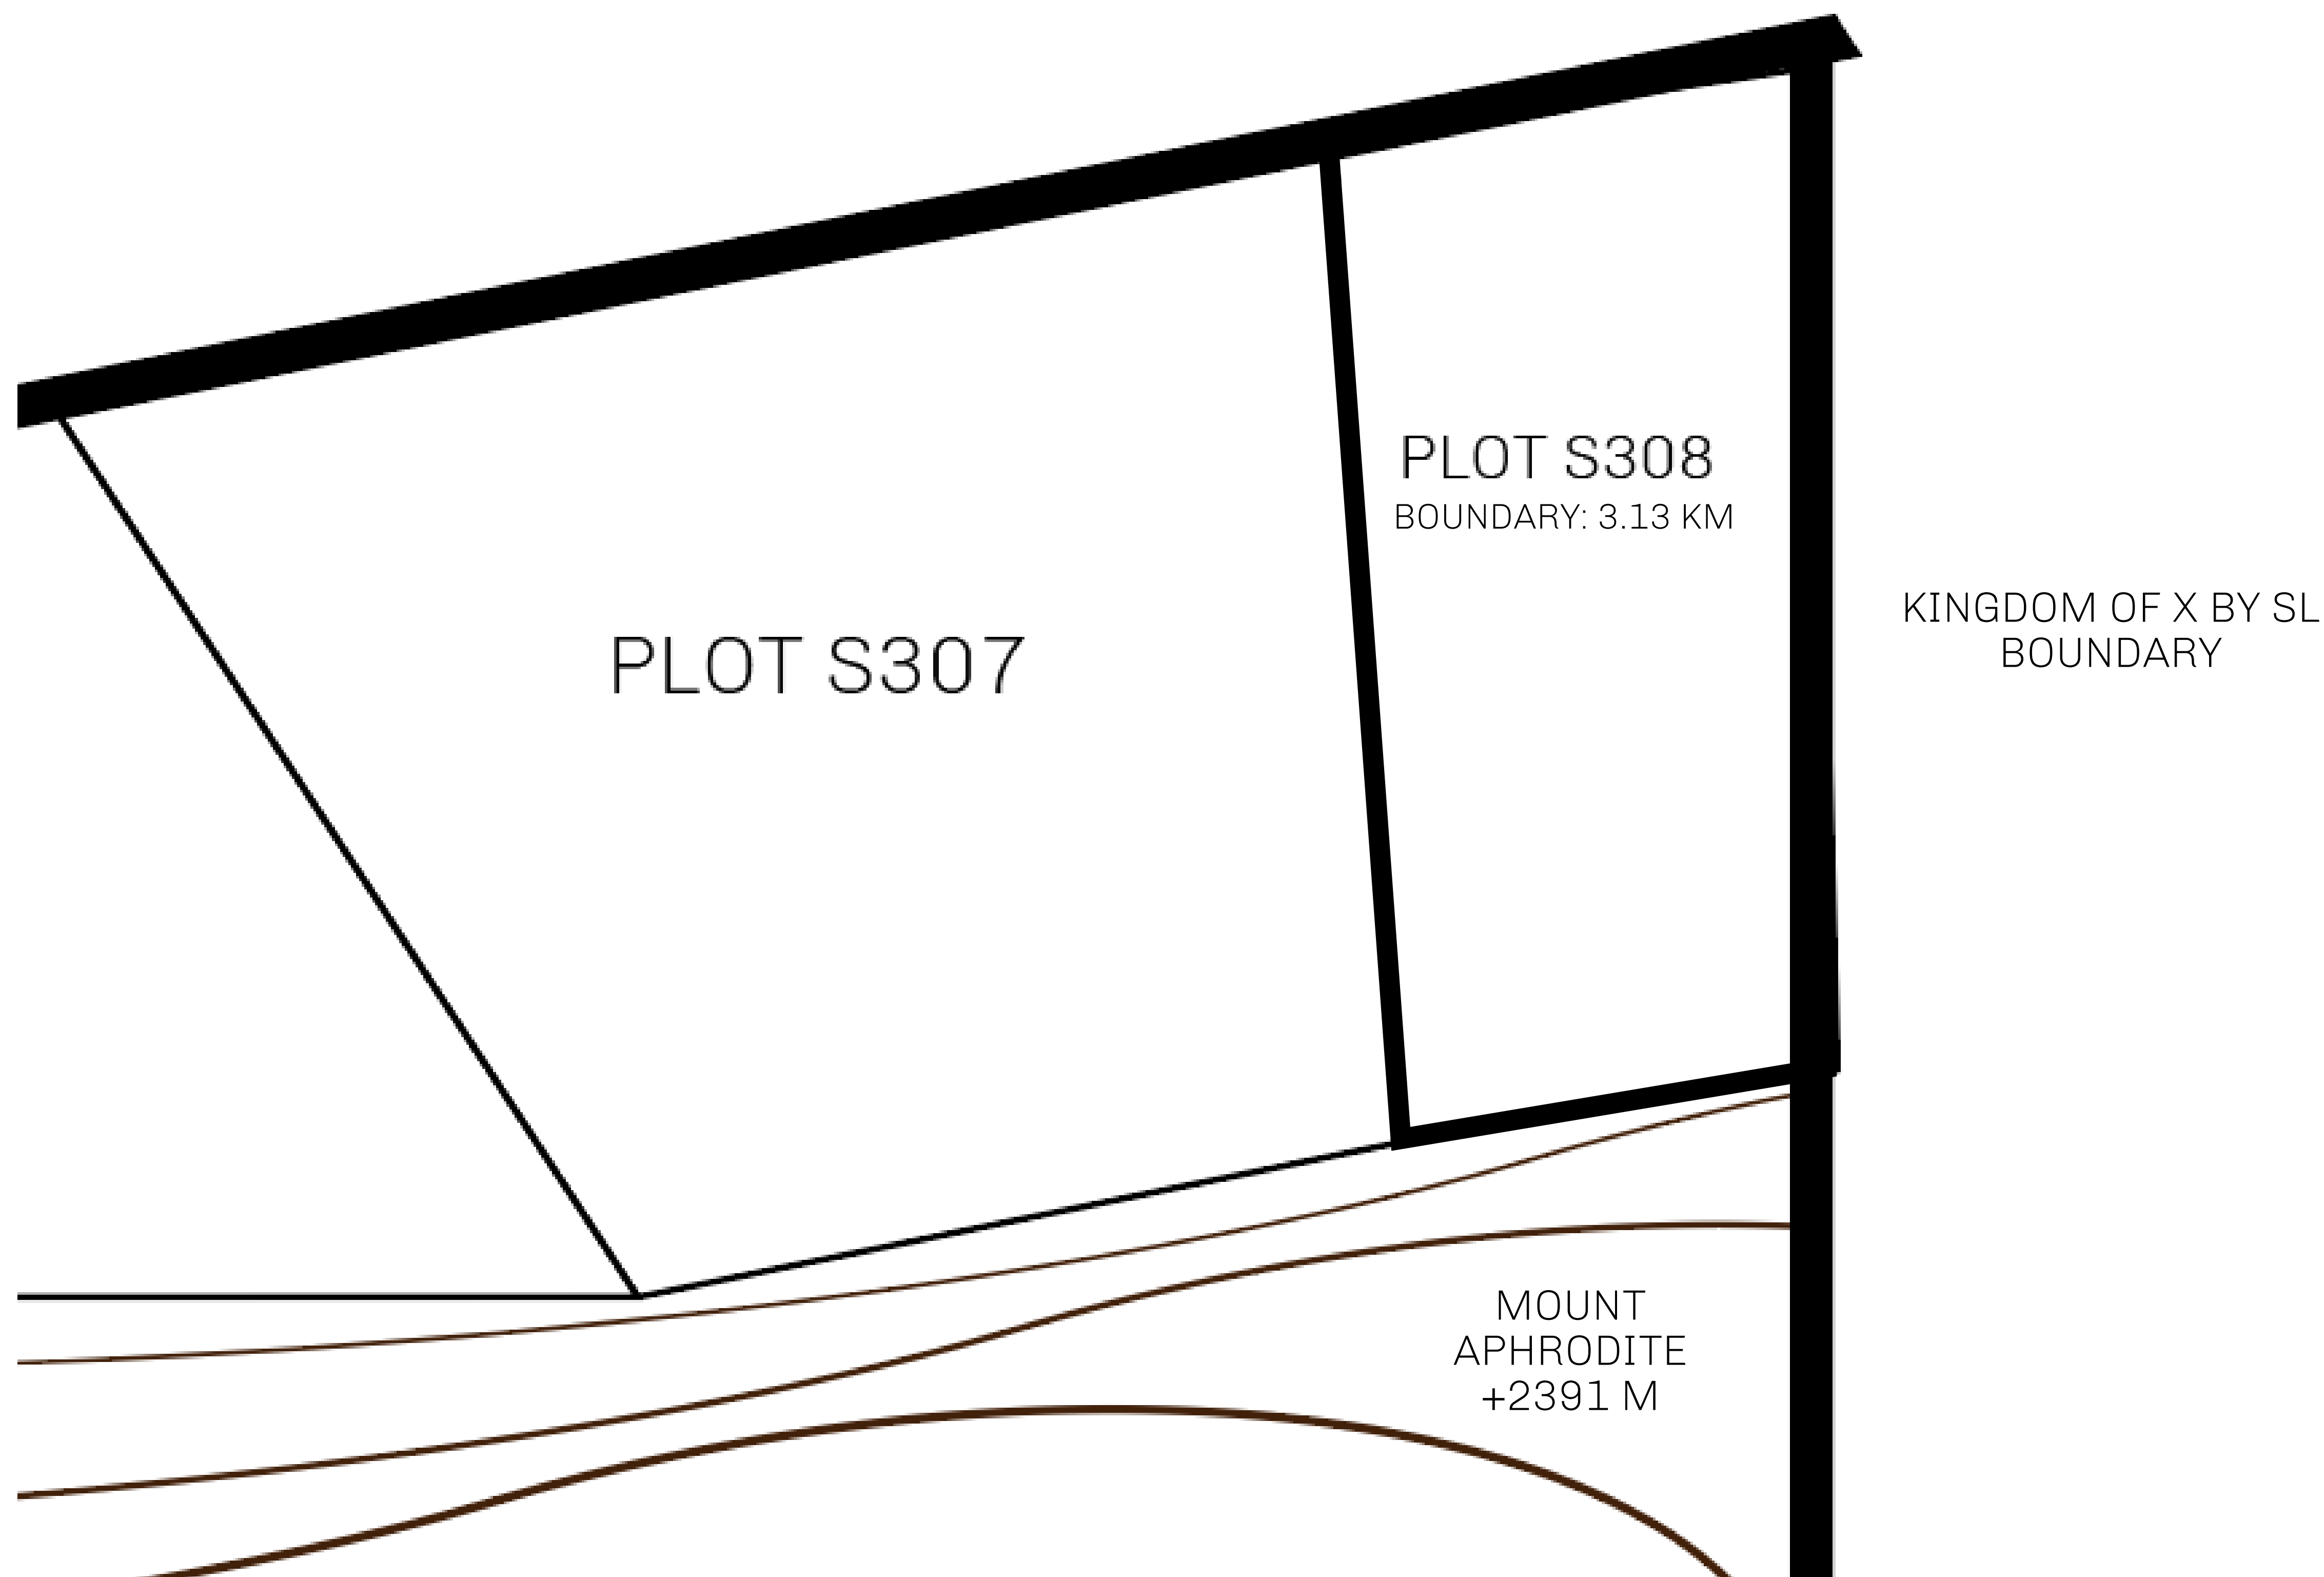 PLOT S308
BOUNDARY: 3.13 KM
PLOT S307
KINGDOM OF X BY SL
BOUNDARY
MOUNT
APHRODITE
+2391 M